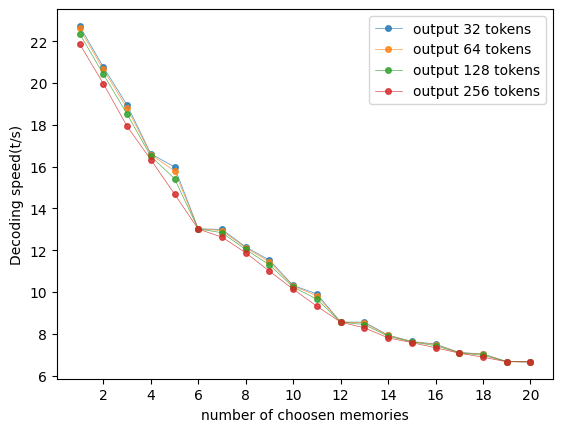 output 32 tokens
output 64 tokens
output 128 tokens
output 256 tokens
Decoding speed(t/s)
22
20
18
16
14
12
10
8
6
2 4 6 8 10 12 14 16 18 20
number of choosen memories